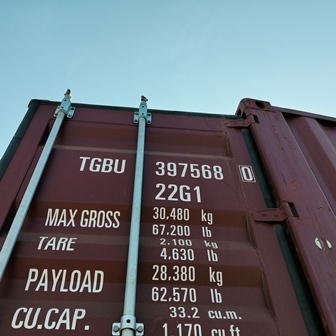 TGBU 397568 0
22G1
MAX GROSS 30,480 kg
67.200 lb
TARE 2.100 kg
4.630 lb
PAYLOAD 28.380 kg
62,570 lb
CU.CAP. 33.2 cu.m.
1,170 cu.ft